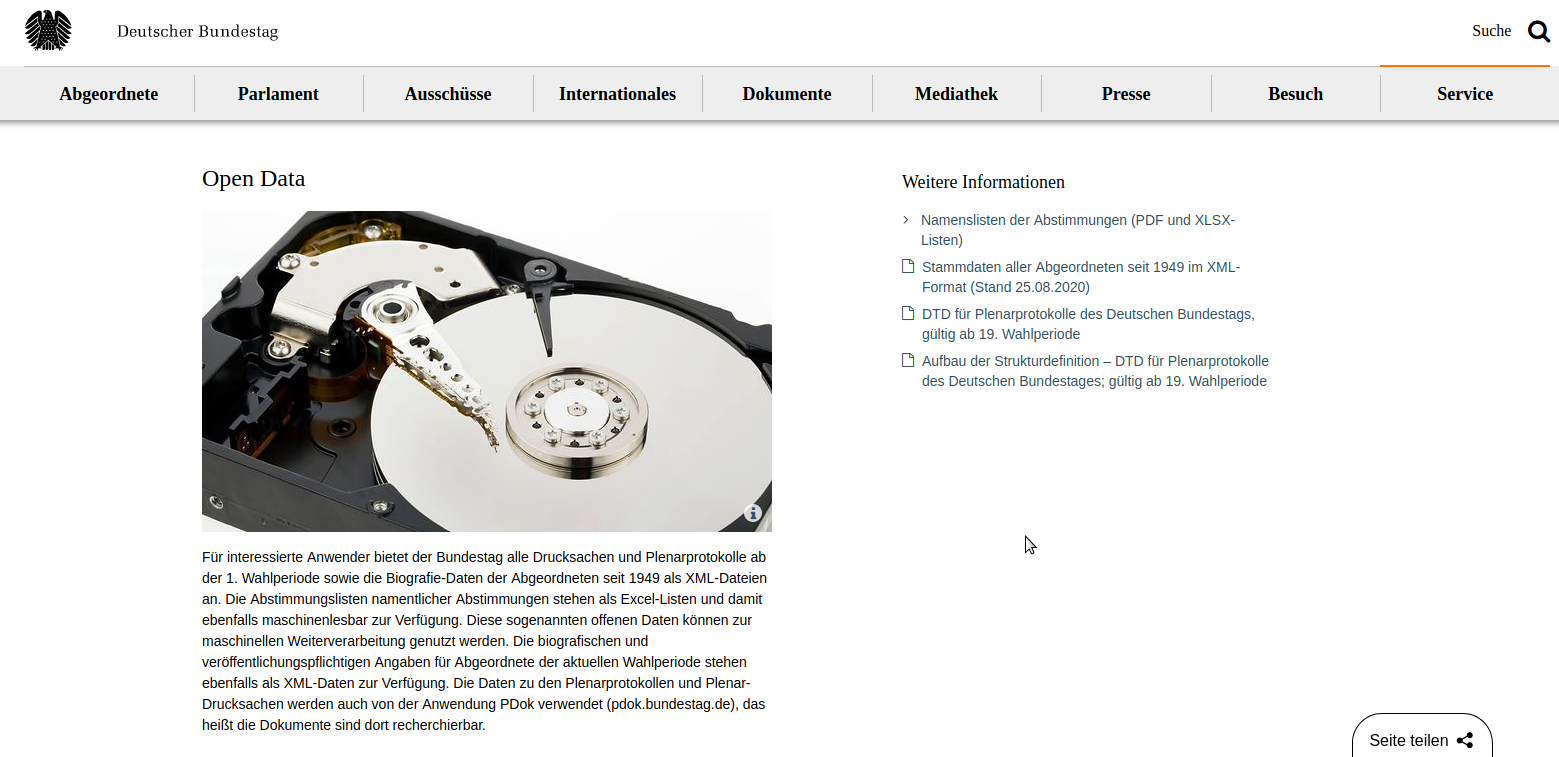 Deutscher Bundestag
Suche
Abgeordnete
Parlament
Ausschüsse
Internationales
Dokumente
Mediathek
Presse
Besuch
Service
Open Data
Für interessierte Anwender bietet der Bundestag alle Drucksachen und Plenarprotokolle ab
der 1. Wahlperiode sowie die Biografie-Daten der Abgeordneten seit 1949 als XML-Dateien
an. Die Abstimmungslisten namentlicher Abstimmungen stehen als Excel-Listen und damit
ebenfalls maschinenlesbar zur Verfügung. Diese sogenannten offenen Daten können zur
maschinellen Weiterverarbeitung genutzt werden. Die biografischen und
veröffentlichungspflichtigen Angaben für Abgeordnete der aktuellen Wahlperiode stehen
ebenfalls als XML-Daten zur Verfügung. Die Daten zu den Plenarprotokollen und Plenar-
Drucksachen werden auch von der Anwendung PDok verwendet (pdok.bundestag.de), das
heißt die Dokumente sind dort recherchierbar.
Weitere Informationen
Namenslisten der Abstimmungen (PDF und XLSX-
Listen)
Stammdaten aller Abgeordneten seit 1949 im XML-
Format (Stand 25.08.2020)
DTD für Plenarprotokolle des Deutschen Bundestags,
gültig ab 19. Wahlperiode
Aufbau der Strukturdefinition – DTD für Plenarprotokolle
des Deutschen Bundestages; gültig ab 19. Wahlperiode
Seite teilen